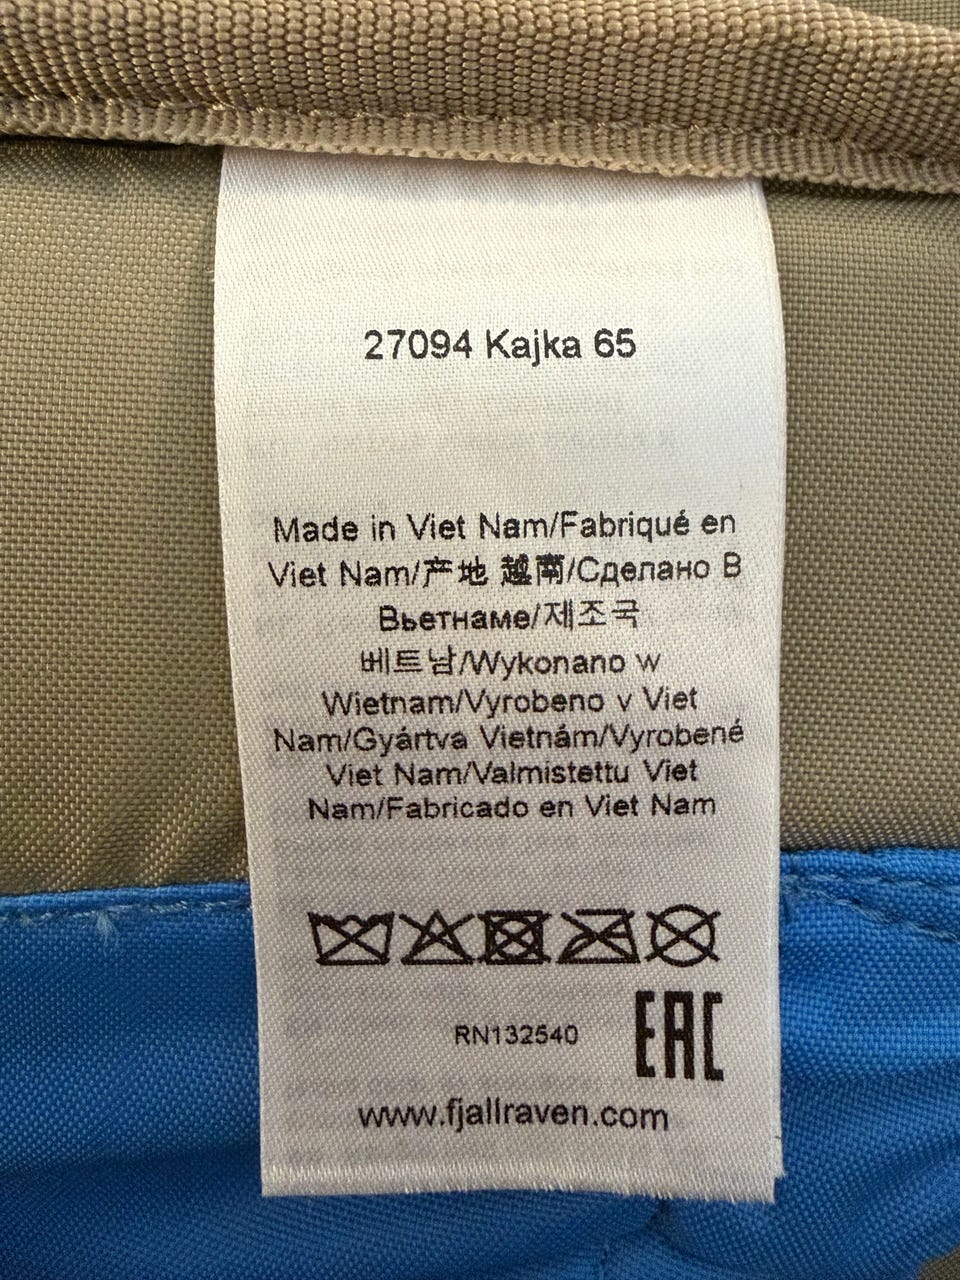 27094 Kajka 65
Made in Viet Nam/Fabriqué en
Viet Nam/产地 越南/Сделано В
Вьетнаме/제조국
베트남/Wykonano w
Wietnam/Vyrobeno v Viet
Nam/Gyártva Vietnám/Vyrobené
Viet Nam/Valmistettu Viet
Nam/Fabricado en Viet Nam
RN132540
EAC
www.fjallraven.com